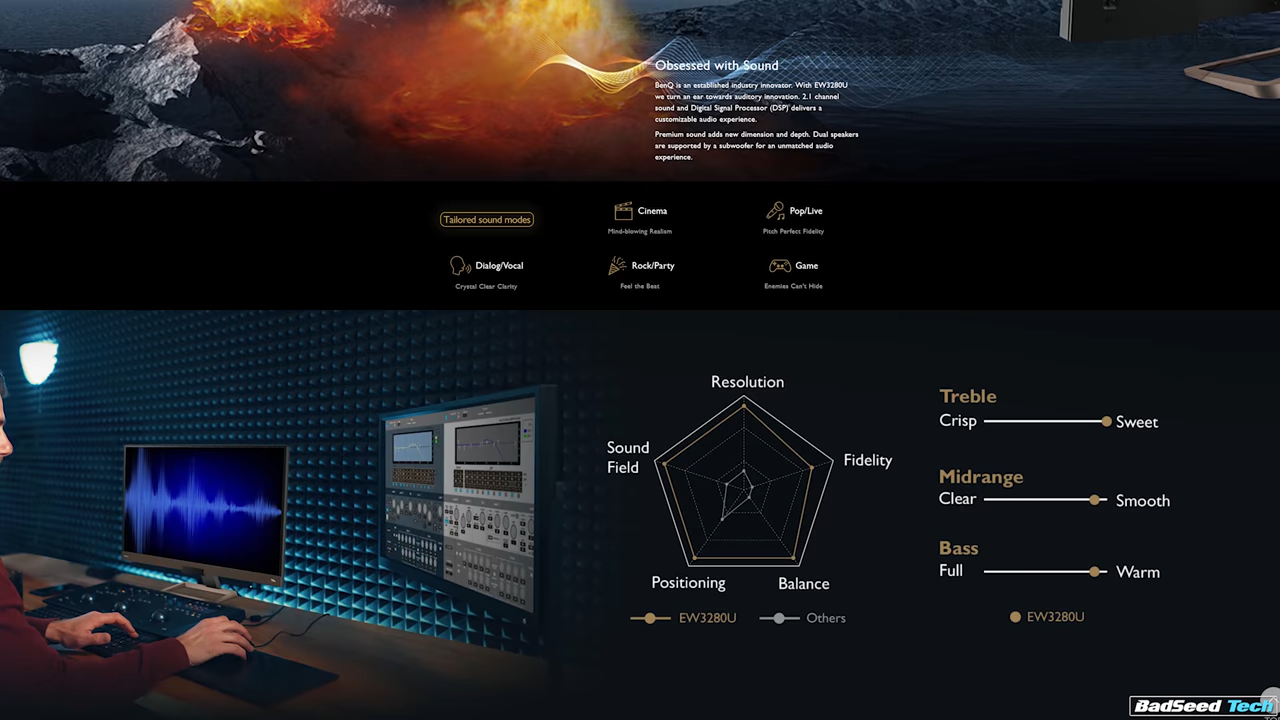 Obsessed with Sound
BenQ is an established industry innovator. With EW3280U
we turn an ear towards auditory innovation. 2.1 channel
sound and Digital Signal Processor (DSP) delivers a
customizable audio experience.
Premium sound adds new dimension and depth. Dual speakers
are supported by a subwoofer for an unmatched audio
experience.
Tailored sound modes
Cinema
Mind-blowing Realism
Pop/Live
Pitch Perfect Fidelity
Dialog/Vocal
Crystal Clear Clarity
Rock/Party
Feel the Beat
Game
Enemies Can't Hide
Resolution
Sound
Field
Fidelity
Positioning
Balance
EW3280U
Others
Treble
Crisp
Sweet
Midrange
Clear
Smooth
Bass
Full
Warm
EW3280U
BadSeed Tech